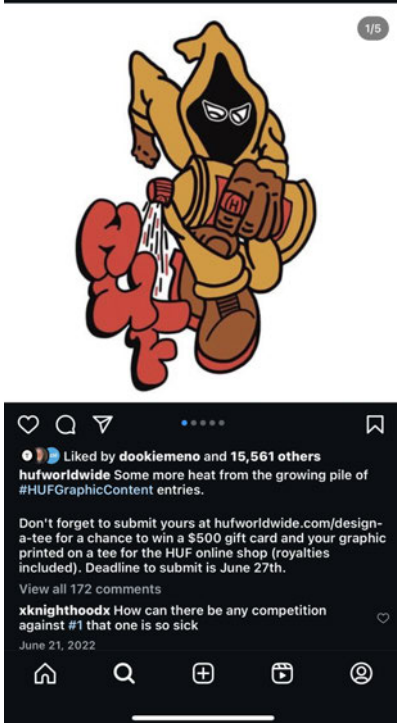 1/5
H
HUF
Liked by dookiemeno and 15,561 others
hufworldwide Some more heat from the growing pile of
#HUFGraphicContent entries.
Don't forget to submit yours at hufworldwide.com/design-
a-tee for a chance to win a $500 gift card and your graphic
printed on a tee for the HUF online shop (royalties
included). Deadline to submit is June 27th.
View all 172 comments
xknighthoodx How can there be any competition
against #1 that one is so sick
June 21, 2022